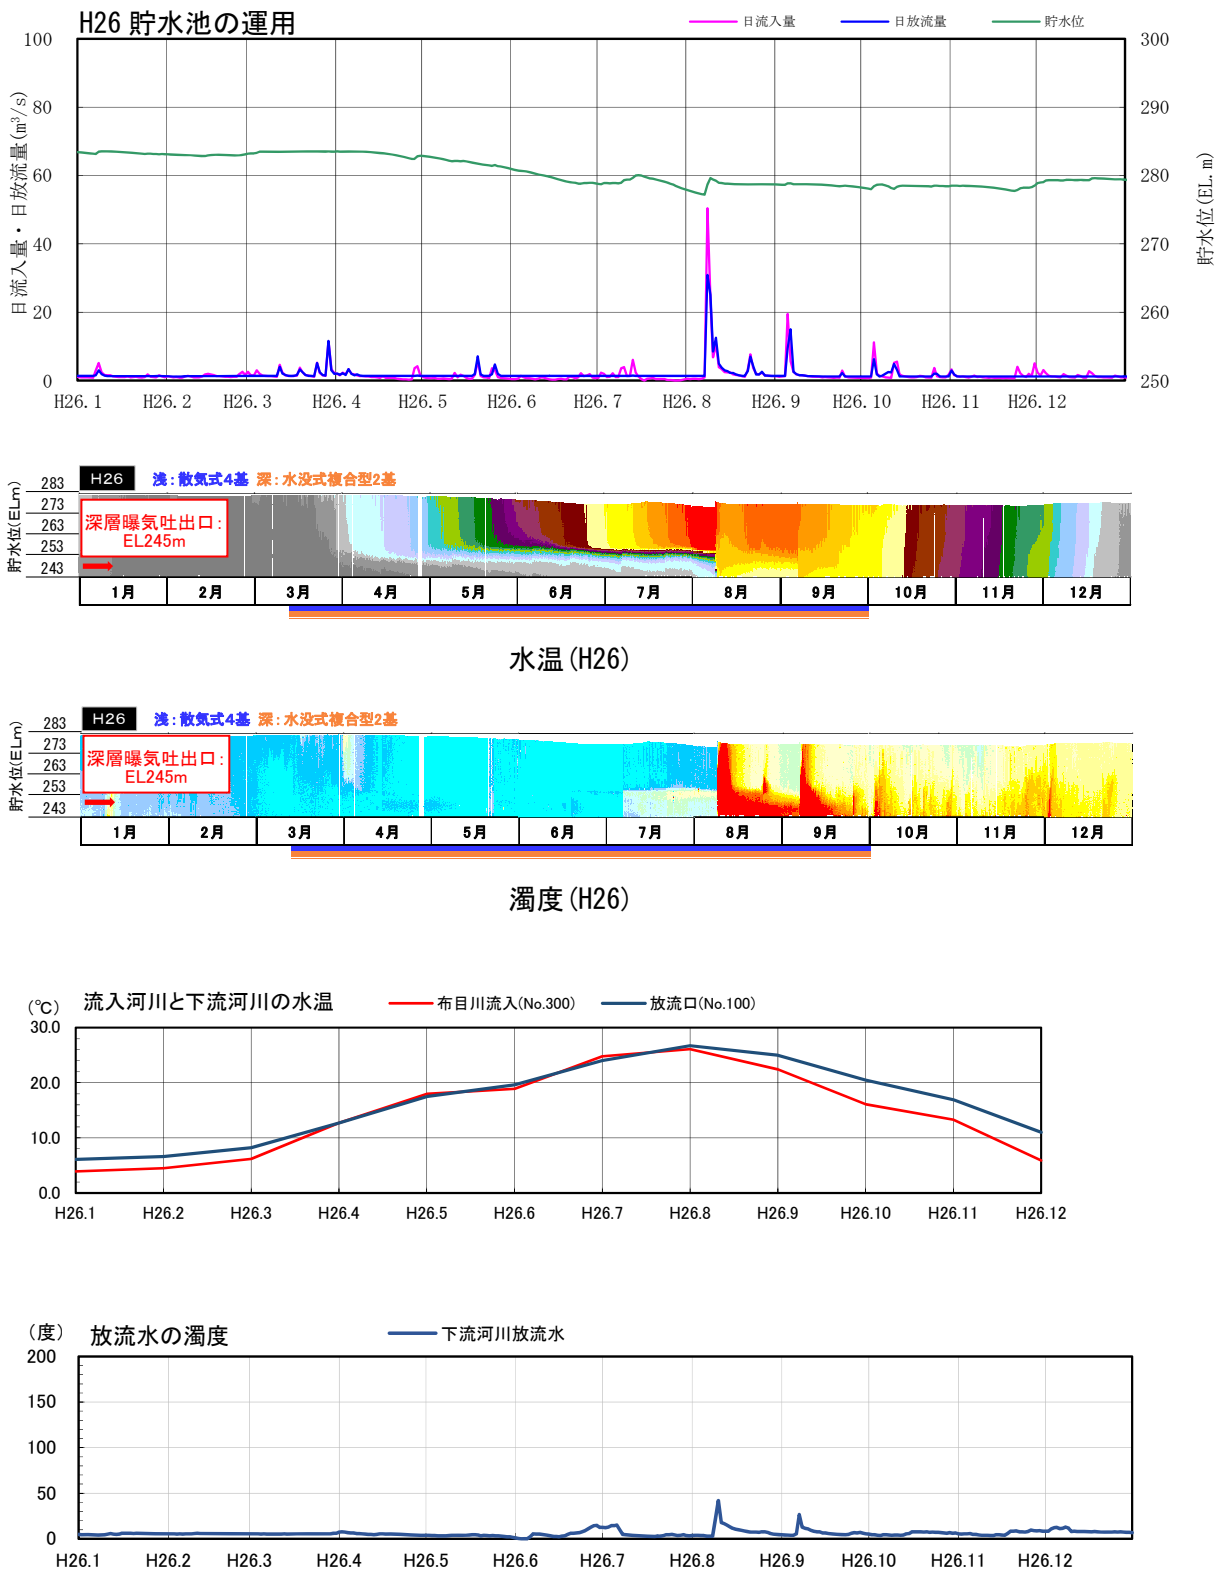 H26 貯水池の運用
日流入量 日放流量 貯水位
日流入量・日放流量(m³/s)
100
80
60
40
20
0
300
290
280
270
260
250
貯水位(EL.m)
H26.1 H26.2 H26.3 H26.4 H26.5 H26.6 H26.7 H26.8 H26.9 H26.10 H26.11 H26.12
H26 浅:散気式4基 深:水没式複合型2基
貯水位(ELm)
283
273
263
253
243
深層曝気吐出口:
EL245m
1月 2月 3月 4月 5月 6月 7月 8月 9月 10月 11月 12月
水温(H26)
H26 浅:散気式4基 深:水没式複合型2基
貯水位(ELm)
283
273
263
253
243
深層曝気吐出口:
EL245m
1月 2月 3月 4月 5月 6月 7月 8月 9月 10月 11月 12月
濁度(H26)
(℃) 流入河川と下流河川の水温 布目川流入(No.300) 放流口(No.100)
30.0
20.0
10.0
0.0
H26.1 H26.2 H26.3 H26.4 H26.5 H26.6 H26.7 H26.8 H26.9 H26.10 H26.11 H26.12
(度) 放流水の濁度 下流河川放流水
200
150
100
50
0
H26.1 H26.2 H26.3 H26.4 H26.5 H26.6 H26.7 H26.8 H26.9 H26.10 H26.11 H26.12